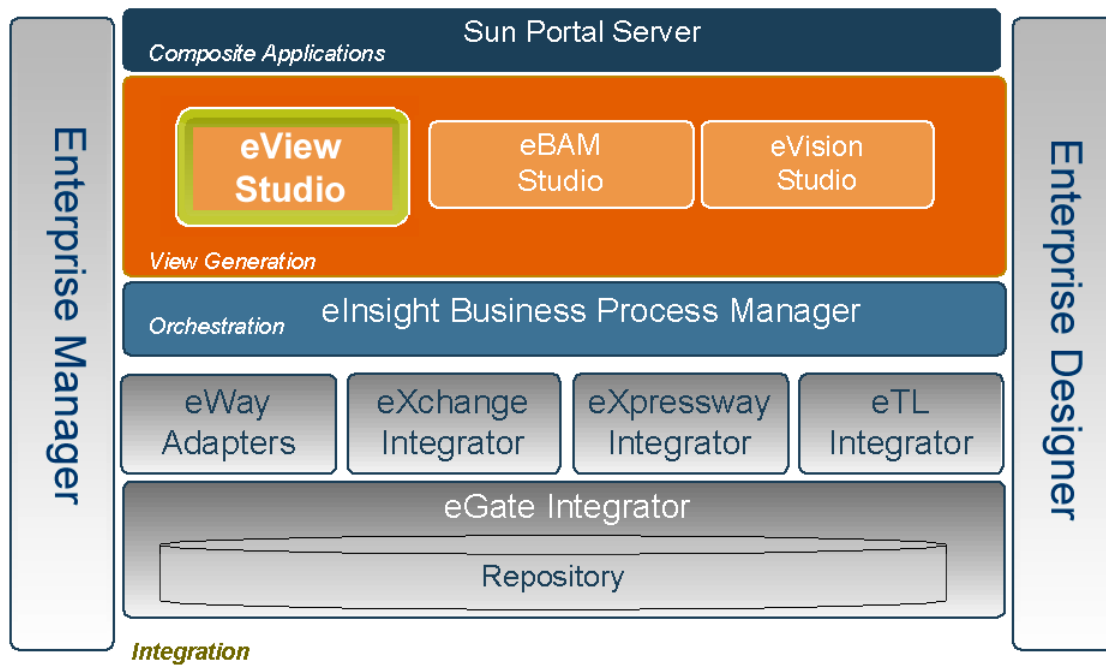 Enterprise Manager
Sun Portal Server
Composite Applications
eView
Studio
eBAM
Studio
eVision
Studio
View Generation
eInsight Business Process Manager
Orchestration
eWay
Adapters
eXchange
Integrator
eXpressway
Integrator
eTL
Integrator
eGate Integrator
Repository
Integration
Enterprise Designer